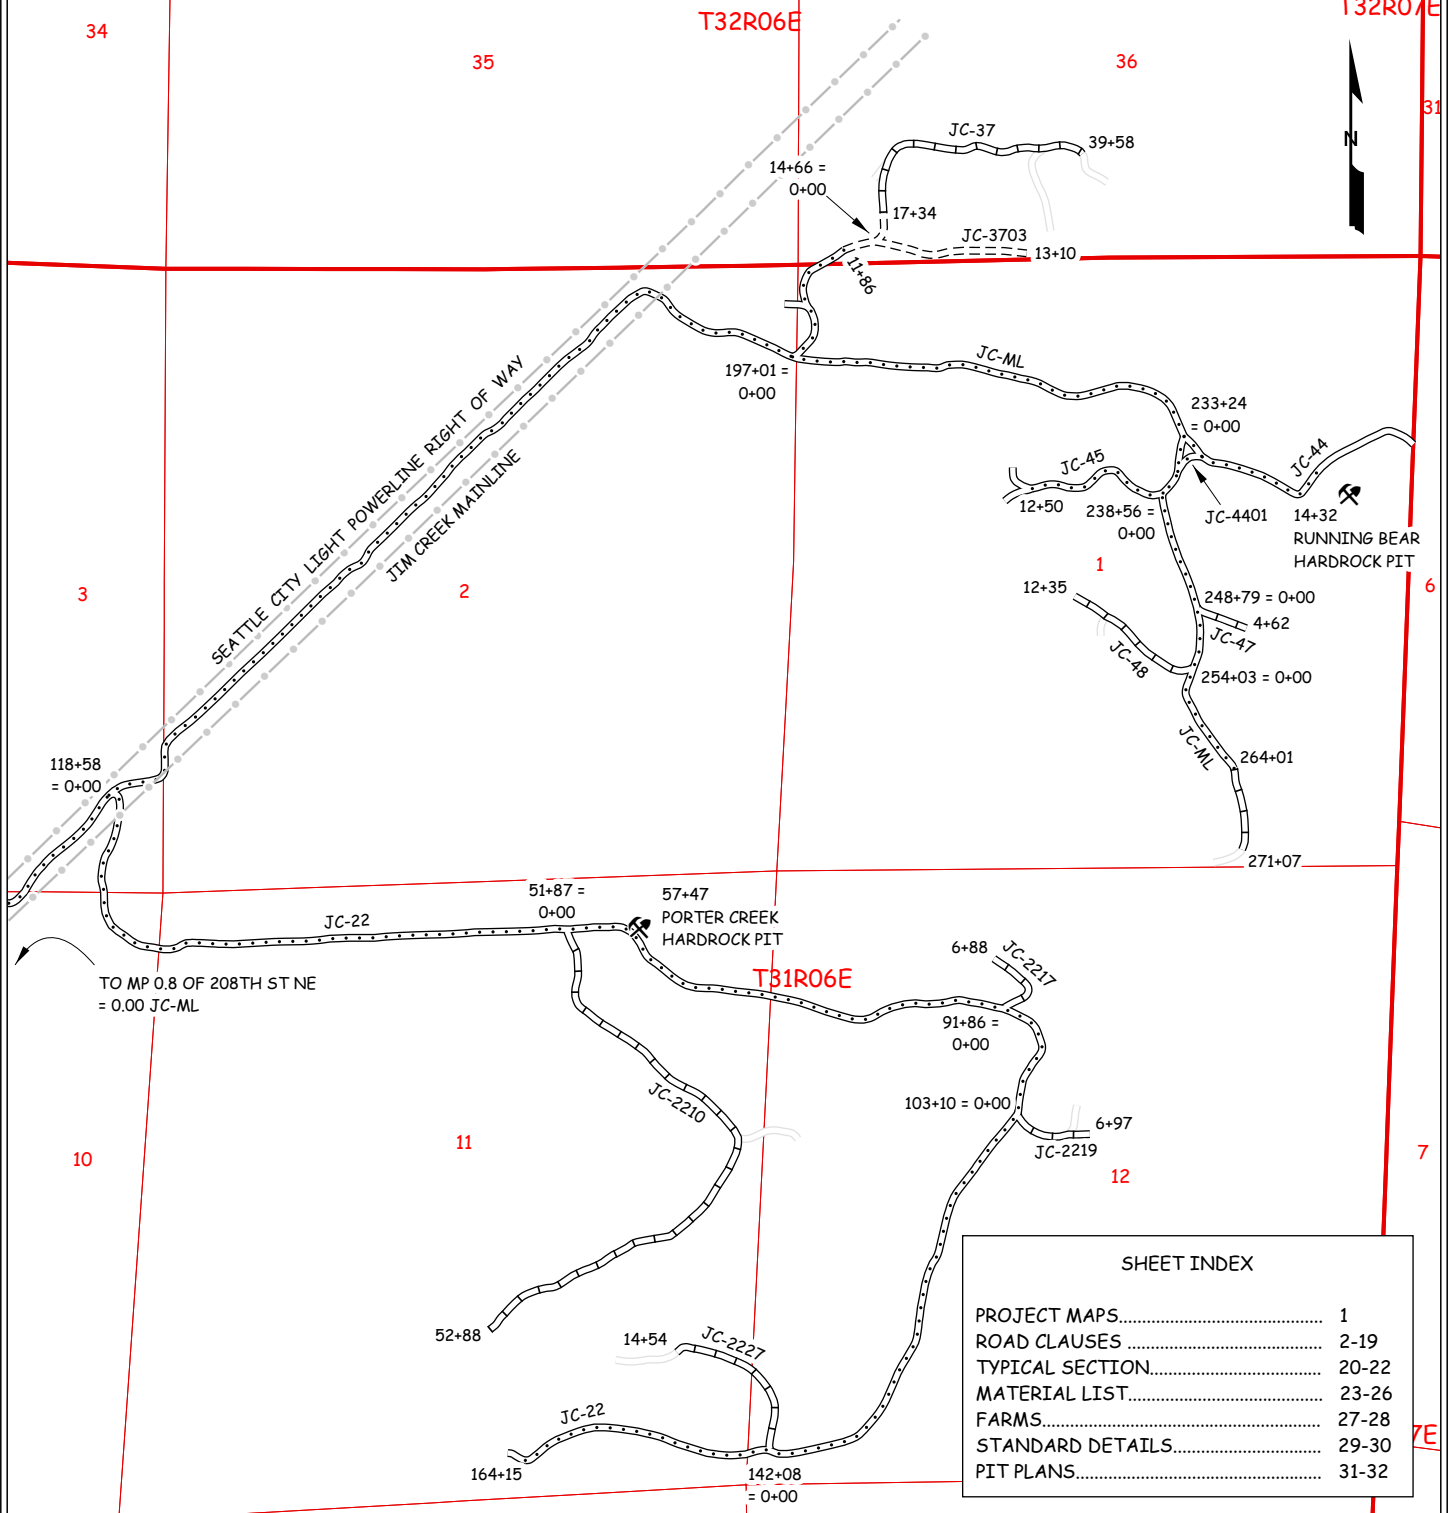 T32R06E
T32R07E
34
35
36
31
JC-37
39+58
14+66 =
0+00
N
17+34
JC-3703
13+10
11+86
197+01 =
0+00
JC-ML
233+24
= 0+00
JC-45
JC-44
12+50
238+56 =
0+00
JC-4401
14+32
RUNNING BEAR
HARDROCK PIT
SEATTLE CITY LIGHT POWERLINE RIGHT OF WAY
JIM CREEK MAINLINE
3
2
1
6
12+35
248+79 = 0+00
4+62
JC-47
JC-48
254+03 = 0+00
JC-ML
264+01
118+58
= 0+00
271+07
51+87 =
0+00
57+47
PORTER CREEK
HARDROCK PIT
JC-22
TO MP 0.8 OF 208TH ST NE
= 0.00 JC-ML
T31R06E
6+88
JC-2217
91+86 =
0+00
JC-2210
103+10 = 0+00
6+97
JC-2219
10
11
12
7
52+88
14+54
JC-2227
JC-22
164+15
142+08
= 0+00
SHEET INDEX
PROJECT MAPS 1
ROAD CLAUSES 2-19
TYPICAL SECTION 20-22
MATERIAL LIST 23-26
FARMS 27-28
STANDARD DETAILS 29-30
PIT PLANS 31-32
7E